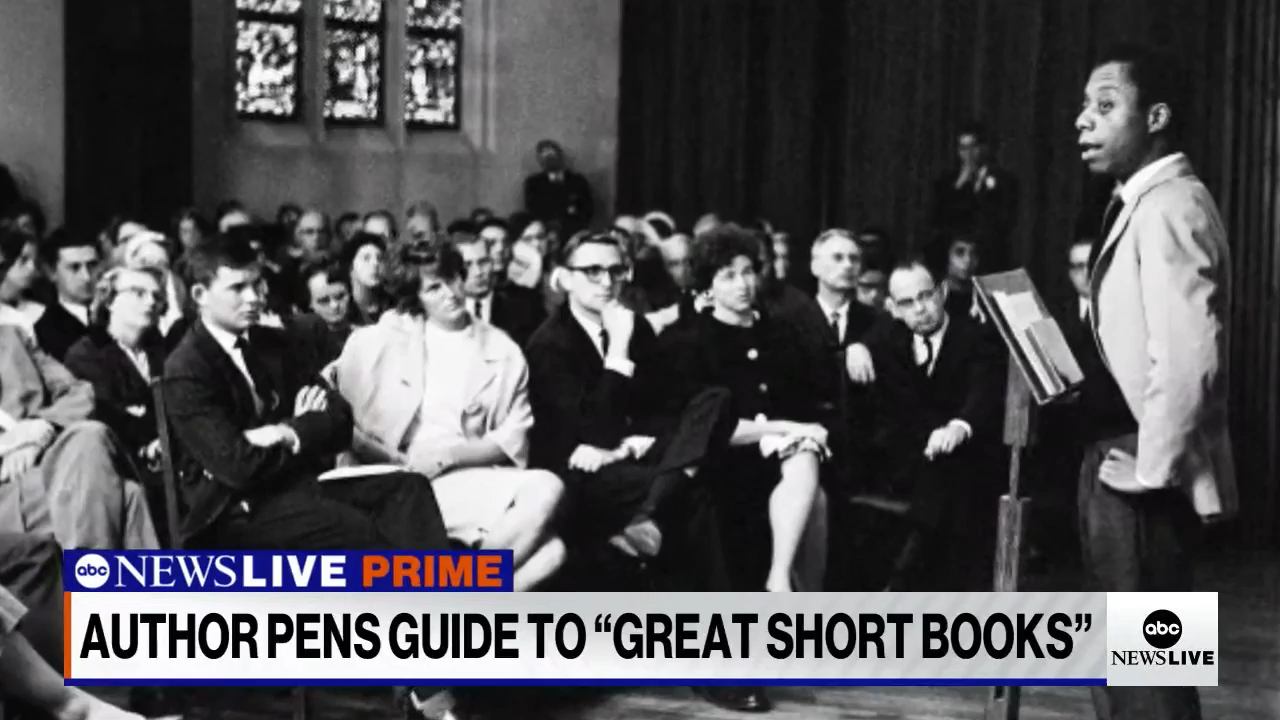 abc NEWS LIVE PRIME
AUTHOR PENS GUIDE TO “GREAT SHORT BOOKS”
abc
NEWS LIVE